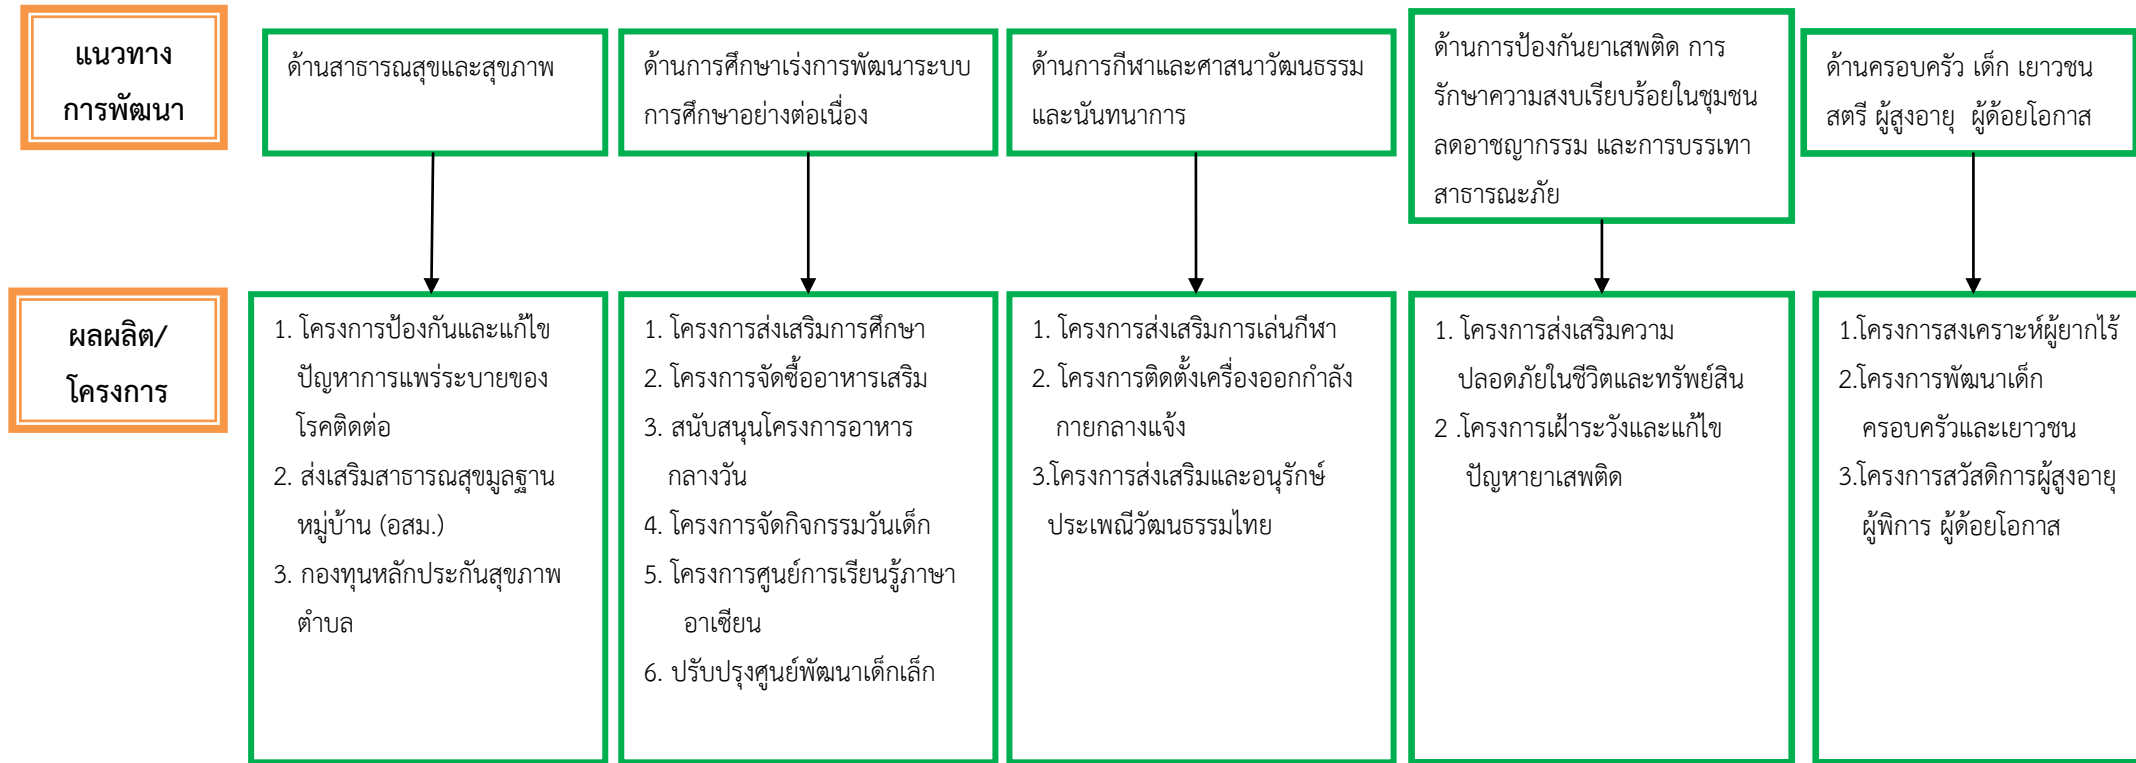 แนวทาง
การพัฒนา
ด้านสาธารณสุขและสุขภาพ
ด้านการศึกษาเร่งการพัฒนาระบบ
การศึกษาอย่างต่อเนื่อง
ด้านการกีฬาและศาสนาวัฒนธรรม
และนันทนาการ
ด้านการป้องกันยาเสพติด การ
รักษาความสงบเรียบร้อยในชุมชน
ลดอาชญากรรม และการบรรเทา
สาธารณะภัย
ด้านครอบครัว เด็ก เยาวชน
สตรี ผู้สูงอายุ ผู้ด้อยโอกาส
ผลผลิต/
โครงการ
1. โครงการป้องกันและแก้ไข
ปัญหาการแพร่ระบายของ
โรคติดต่อ
2. ส่งเสริมสาธารณสุขมูลฐาน
หมู่บ้าน (อสม.)
3. กองทุนหลักประกันสุขภาพ
ตำบล
1. โครงการส่งเสริมการศึกษา
2. โครงการจัดซื้ออาหารเสริม
3. สนับสนุนโครงการอาหาร
กลางวัน
4. โครงการจัดกิจกรรมวันเด็ก
5. โครงการศูนย์การเรียนรู้ภาษา
อาเซียน
6. ปรับปรุงศูนย์พัฒนาเด็กเล็ก
1. โครงการส่งเสริมการเล่นกีฬา
2. โครงการติดตั้งเครื่องออกกำลัง
กายกลางแจ้ง
3.โครงการส่งเสริมและอนุรักษ์
ประเพณีวัฒนธรรมไทย
1. โครงการส่งเสริมความ
ปลอดภัยในชีวิตและทรัพย์สิน
2 .โครงการเฝ้าระวังและแก้ไข
ปัญหายาเสพติด
1.โครงการสงเคราะห์ผู้ยากไร้
2.โครงการพัฒนาเด็ก
ครอบครัวและเยาวชน
3.โครงการสวัสดิการผู้สูงอายุ
ผู้พิการ ผู้ด้อยโอกาส